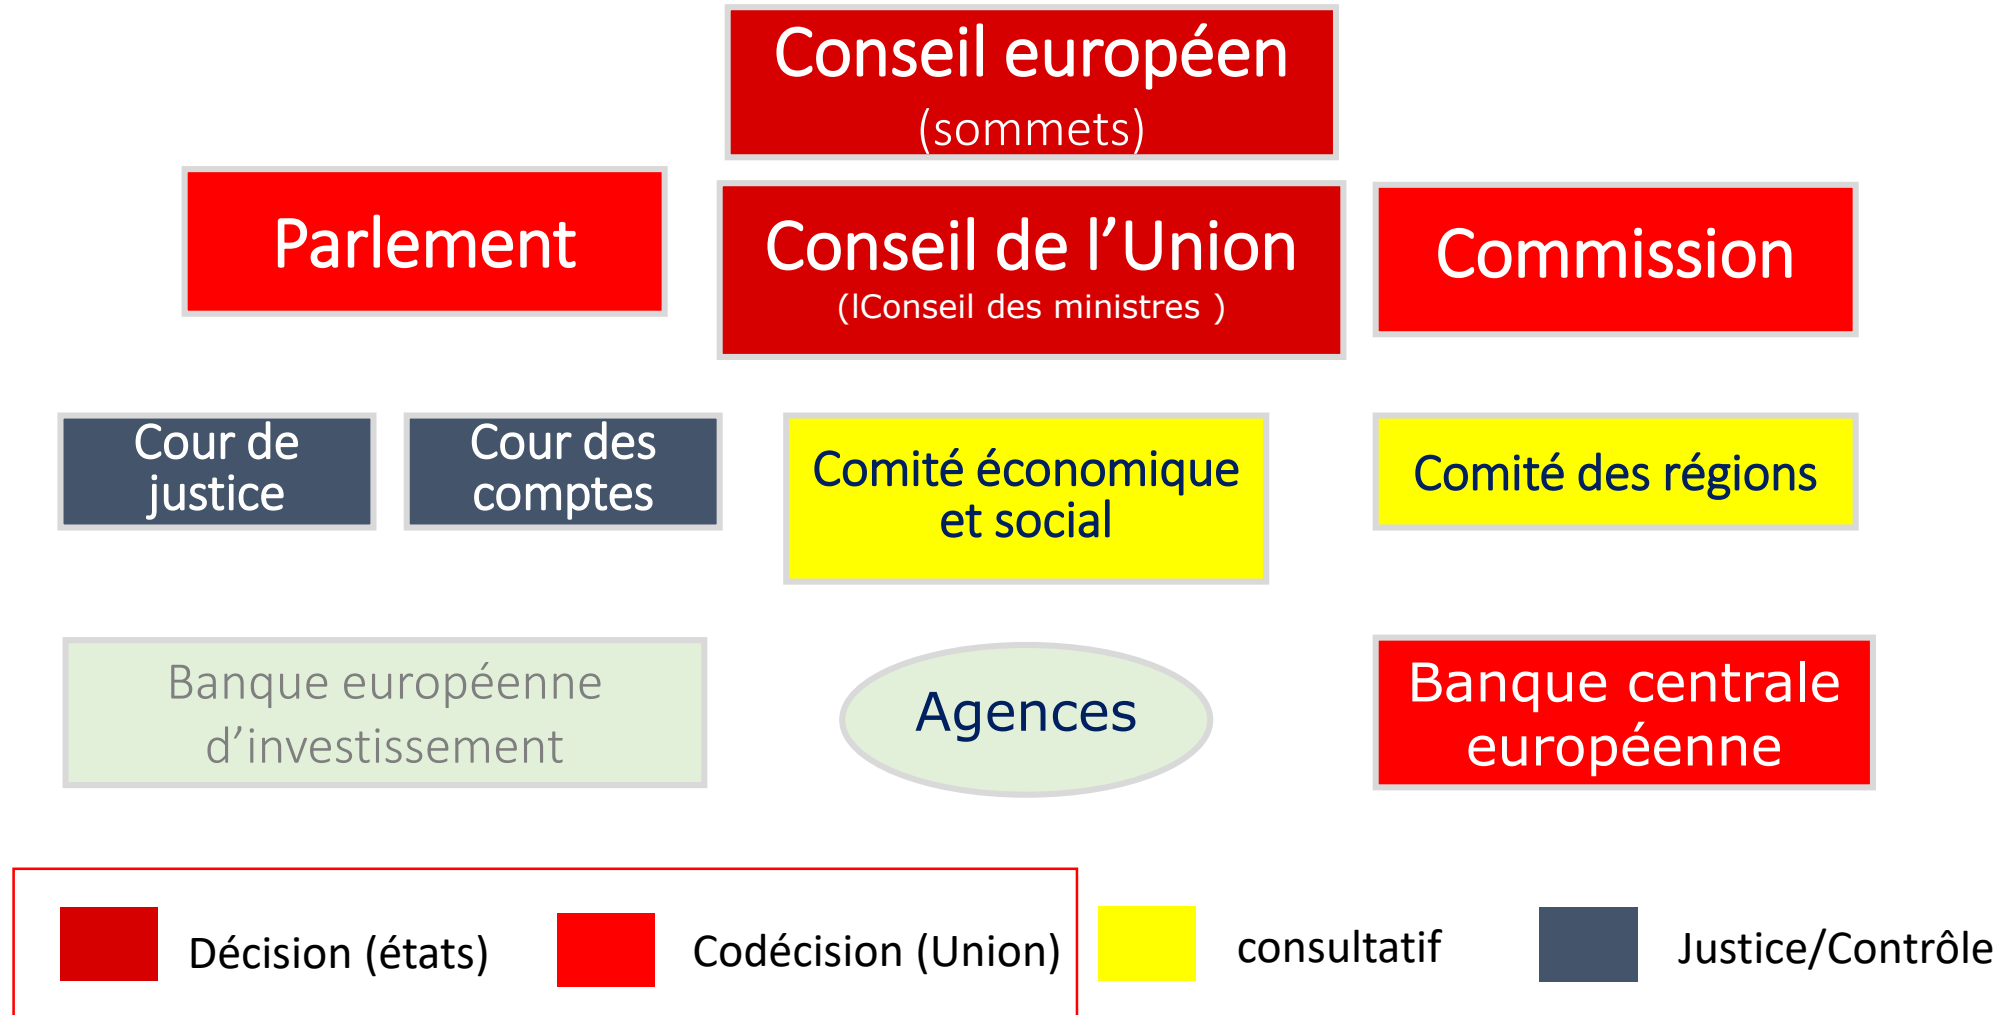 Conseil européen
(sommets)
Parlement
Conseil de l’Union
(lConseil des ministres )
Commission
Cour de
justice
Cour des
comptes
Comité économique
et social
Comité des régions
Banque européenne
d’investissement
Agences
Banque centrale
européenne
Décision (états)
Codécision (Union)
consultatif
Justice/Contrôle